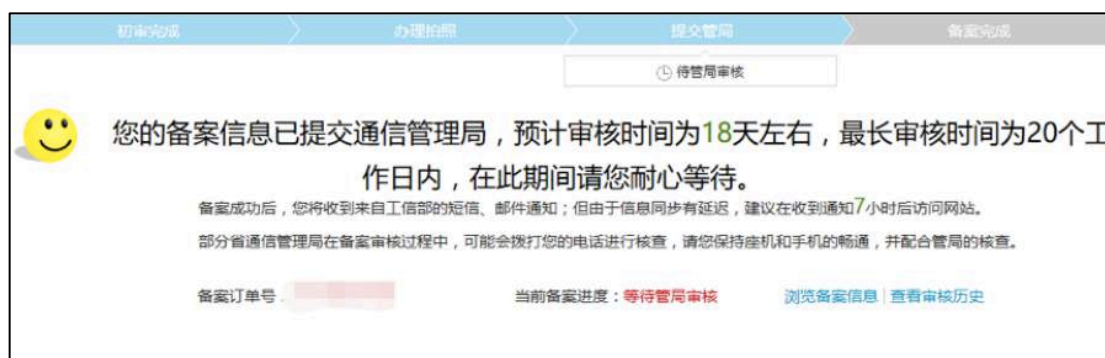 初审完成 办理拍照 提交管局 备案完成
待管局审核
您的备案信息已提交通信管理局，预计审核时间为18天左右，最长审核时间为20个工
作日内，在此期间请您耐心等待。
备案成功后，您将收到来自工信部的短信、邮件通知；但由于信息同步有延迟，建议在收到通知7小时后访问网站。
部分省通信管理局在备案审核过程中，可能会拨打您的电话进行核查，请您保持座机和手机的畅通，并配合管局的核查。
备案订单号： 当前备案进度：等待管局审核 浏览备案信息 | 查看审核历史